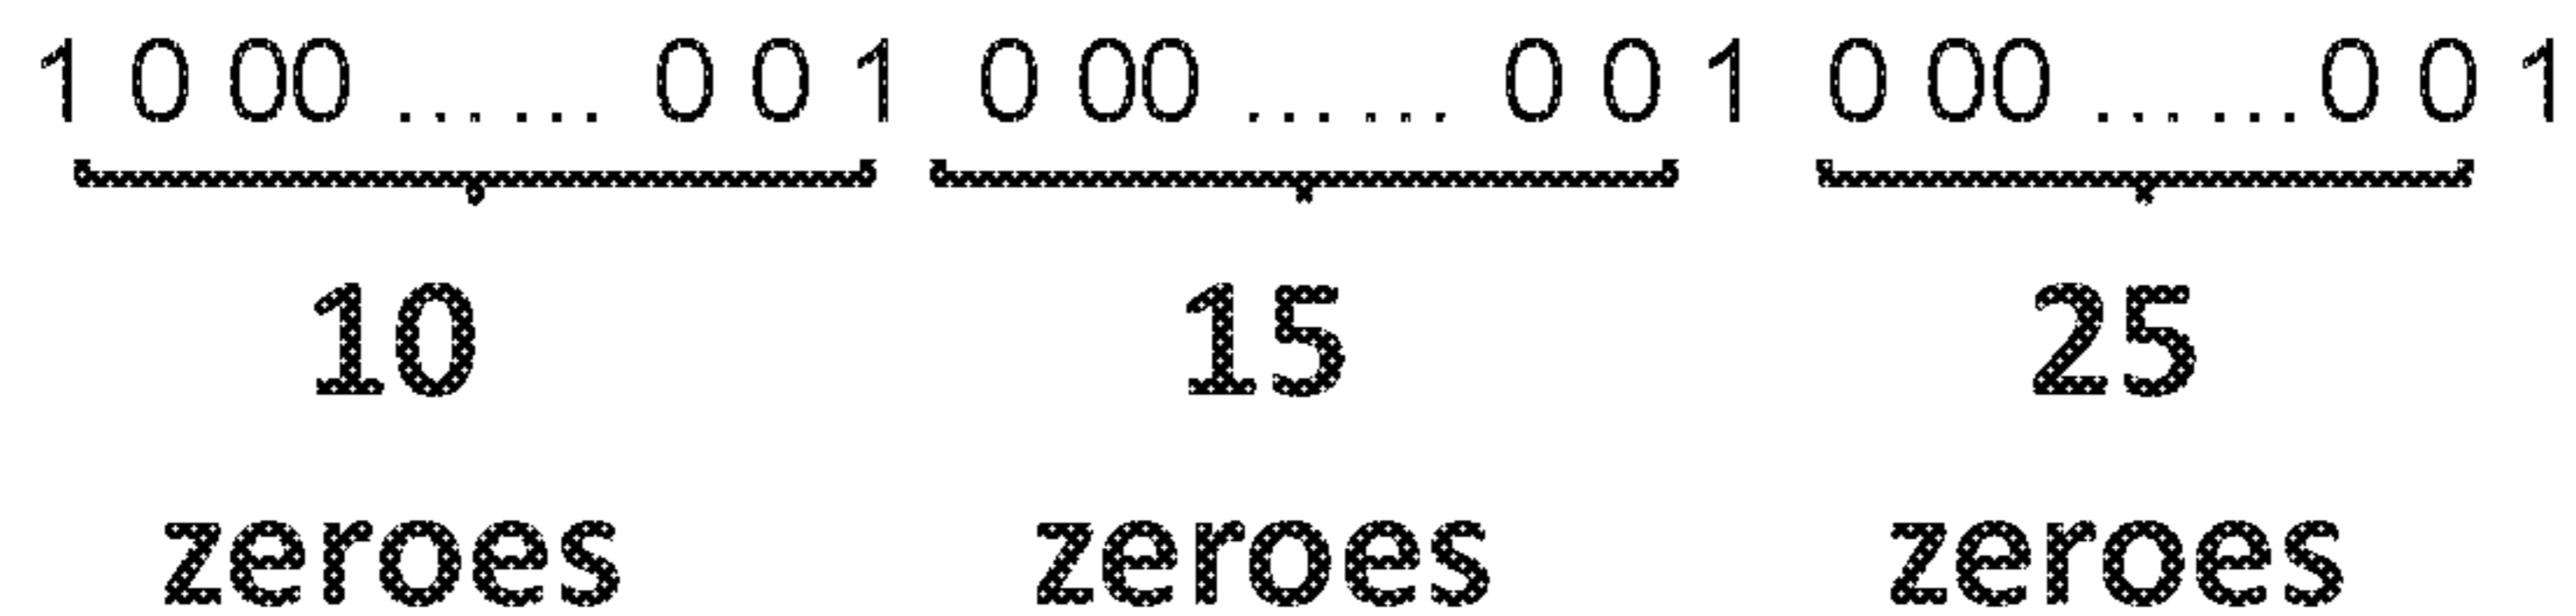 1 0 00 ...... 0 0 1 0 00 ...... 0 0 1 0 00 ...... 0 0 1
10 15 25
zeroes zeroes zeroes